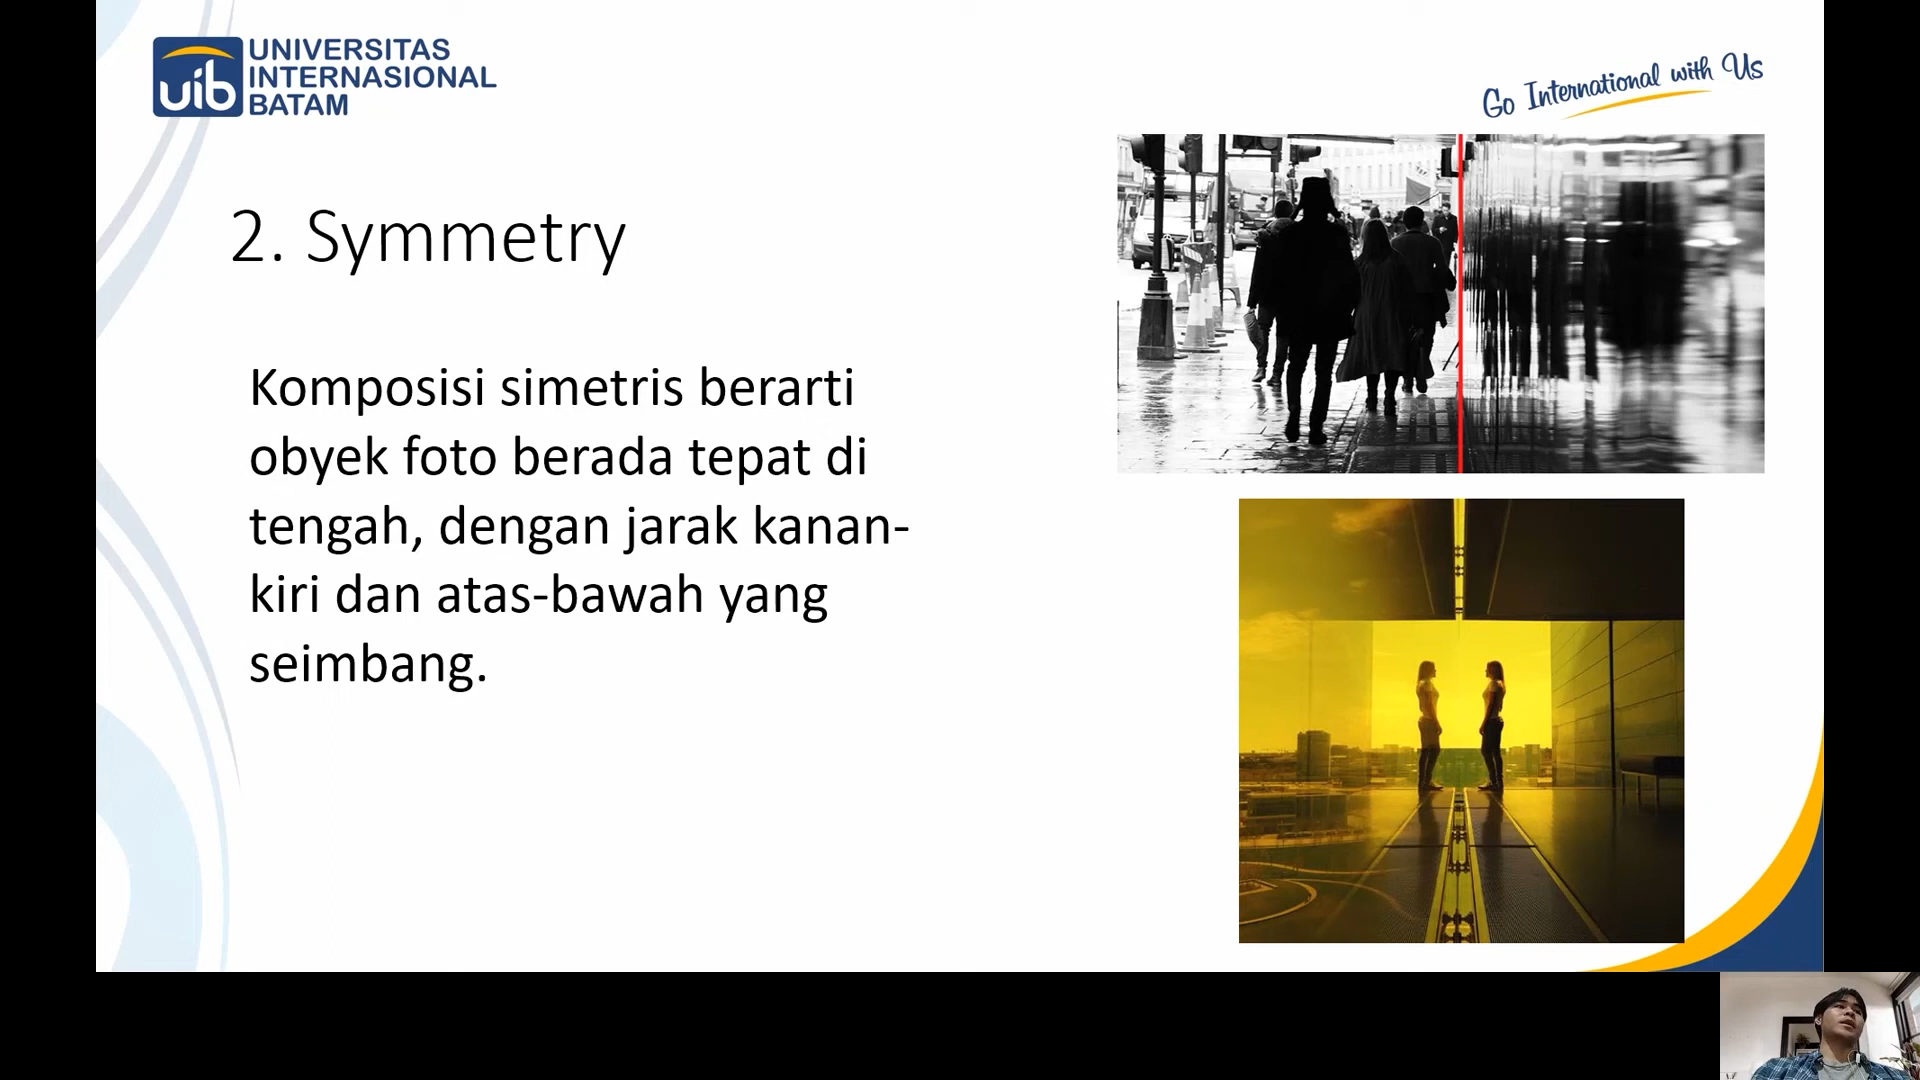 uib UNIVERSITAS
INTERNASIONAL
BATAM
Go International with Us
2. Symmetry
Komposisi simetris berarti
obyek foto berada tepat di
tengah, dengan jarak kanan-
kiri dan atas-bawah yang
seimbang.